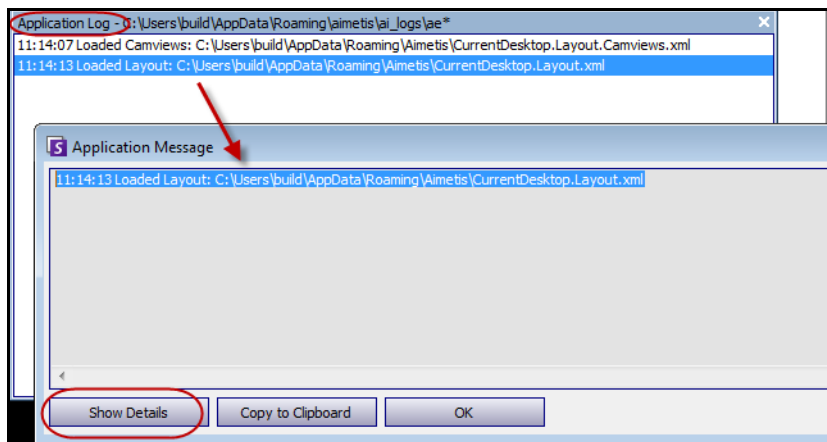 Application Log - C:\Users\build\AppData\Roaming\aimetis\ai_logs\ae*
11:14:07 Loaded Camviews: C:\Users\build\AppData\Roaming\Aimetis\CurrentDesktop.Layout.Camviews.xml
11:14:13 Loaded Layout: C:\Users\build\AppData\Roaming\Aimetis\CurrentDesktop.Layout.xml
S Application Message
11:14:13 Loaded Layout: C:\Users\build\AppData\Roaming\Aimetis\CurrentDesktop.Layout.xml
Show Details Copy to Clipboard OK